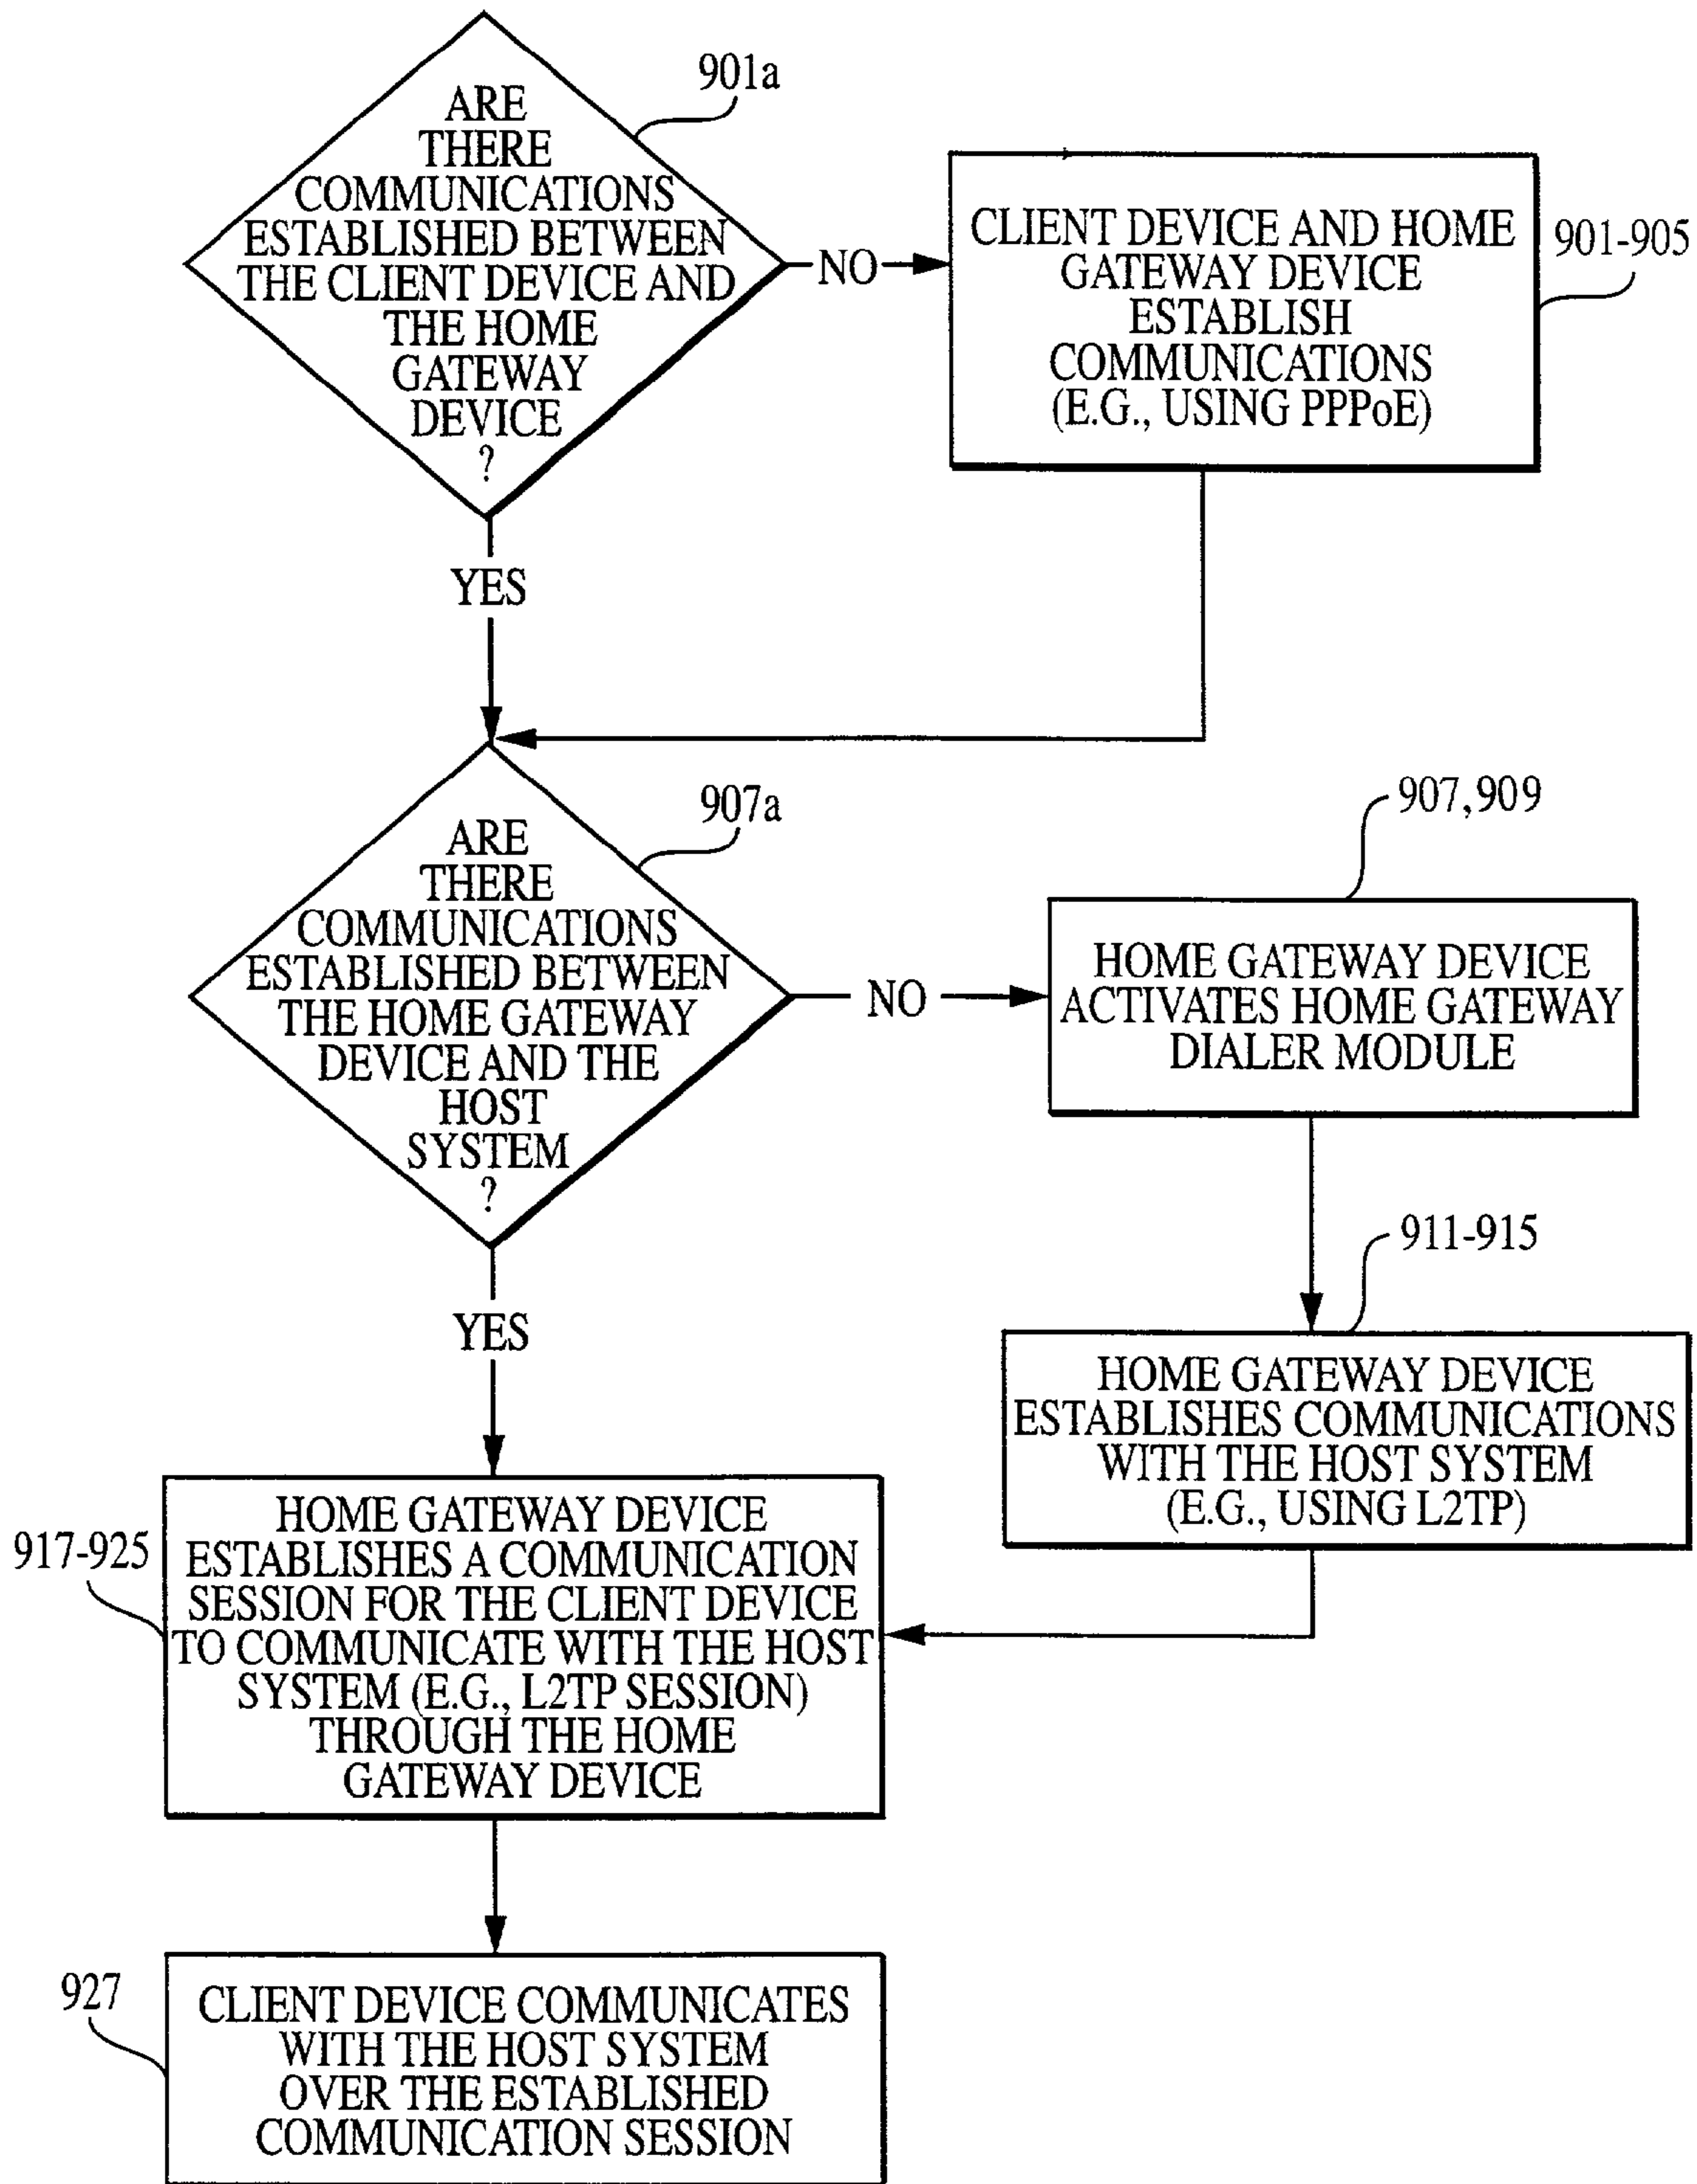 901a
ARE
THERE
COMMUNICATIONS
ESTABLISHED BETWEEN
THE CLIENT DEVICE AND
THE HOME
GATEWAY
DEVICE
?
NO
CLIENT DEVICE AND HOME
GATEWAY DEVICE
ESTABLISH
COMMUNICATIONS
(E.G., USING PPPoE)
901-905
YES
907a
ARE
THERE
COMMUNICATIONS
ESTABLISHED BETWEEN
THE HOME GATEWAY
DEVICE AND THE
HOST
SYSTEM
?
NO
907,909
HOME GATEWAY DEVICE
ACTIVATES HOME GATEWAY
DIALER MODULE
911-915
HOME GATEWAY DEVICE
ESTABLISHES COMMUNICATIONS
WITH THE HOST SYSTEM
(E.G., USING L2TP)
YES
917-925
HOME GATEWAY DEVICE
ESTABLISHES A COMMUNICATION
SESSION FOR THE CLIENT DEVICE
TO COMMUNICATE WITH THE HOST
SYSTEM (E.G., L2TP SESSION)
THROUGH THE HOME
GATEWAY DEVICE
927
CLIENT DEVICE COMMUNICATES
WITH THE HOST SYSTEM
OVER THE ESTABLISHED
COMMUNICATION SESSION